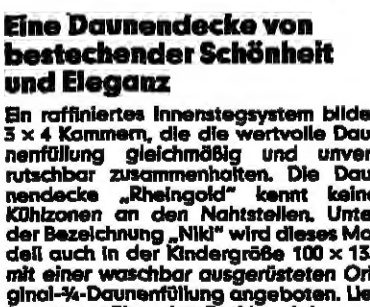 Eine Daunendecke von
bestechender Schönheit
und Eleganz
Ein raffiniertes Innenstegsystem bilde
3 x 4 Kammern, die die wertvolle Dau
nenfüllung gleichmäßig und unver
rutschbar zusammenhalten. Die Dau
nendecke „Rheingold“ kennt kein
Kühlzonen an den Nahtstellen. Unte
der Bezeichnung „Niki“ wird dieses Mo
dell auch in der Kindergröße 100 × 13
mit einer waschbar ausgerüsteten Ori
ginal-¾-Daunenfüllung angeboten. Lie